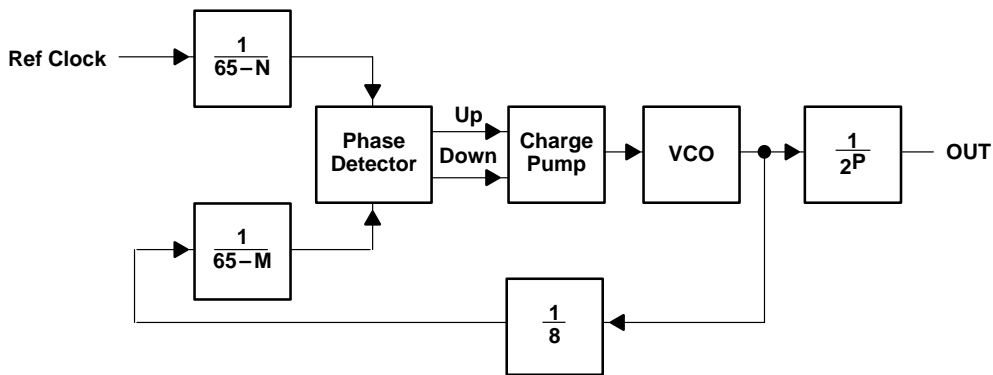 Ref Clock
1
65–N
Phase
Detector
Up
Down
Charge
Pump
VCO
1
2P
OUT
1
65–M
1
8